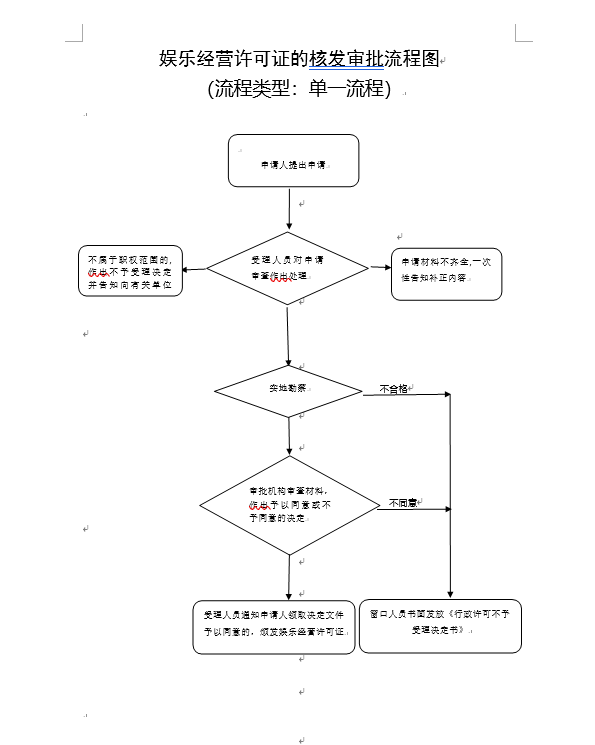 娱乐经营许可证的核发审批流程图
（流程类型：单一流程）
申请人提出申请
不属于职权范围的,
作出不予受理决定
并告知向有关单位
受理人员对申请
审查作出处理
申请材料不齐全,一次
性告知补正内容
实地勘察
不合格
审批机构审查材料,
作出予以同意或不
予同意的决定
不同意
受理人员通知申请人领取决定文件
予以同意的，颁发娱乐经营许可证
窗口人员书面发放《行政许可不予
受理决定书》